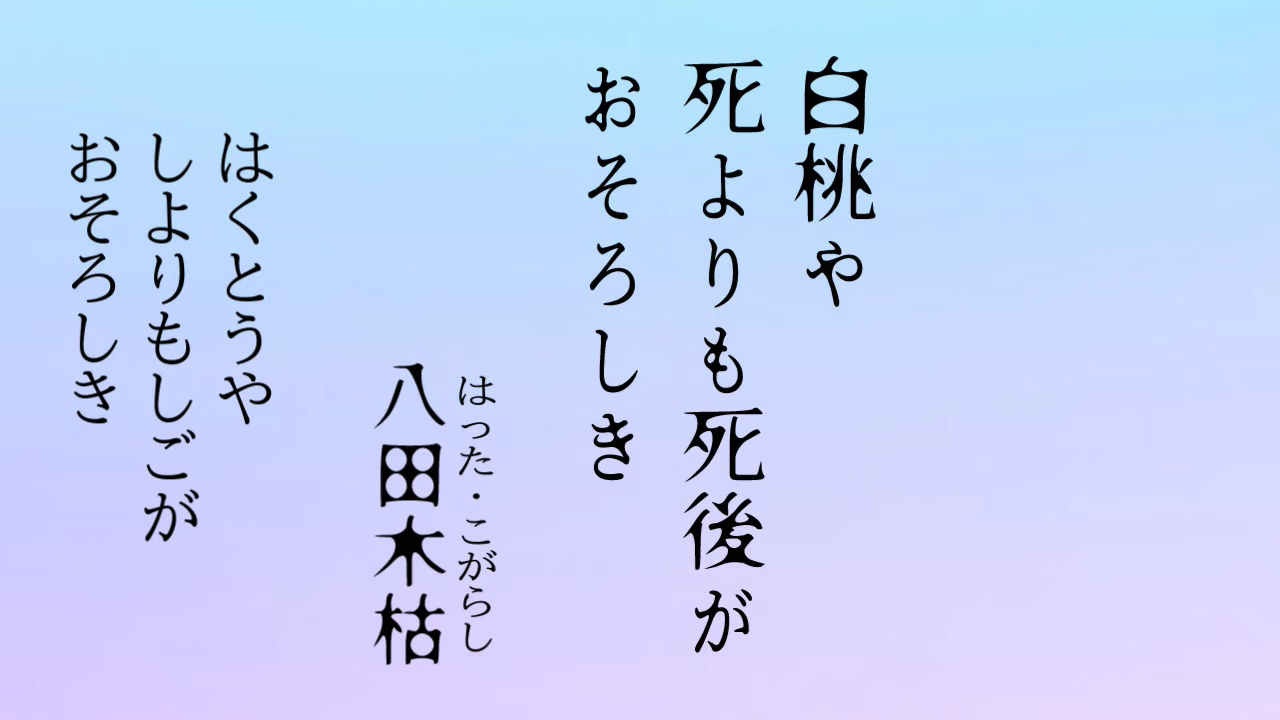 白桃や
死よりも死後が
おそろしき
はった・こがらし
八田木枯
はくとうや
しよりもしごが
おそろしき